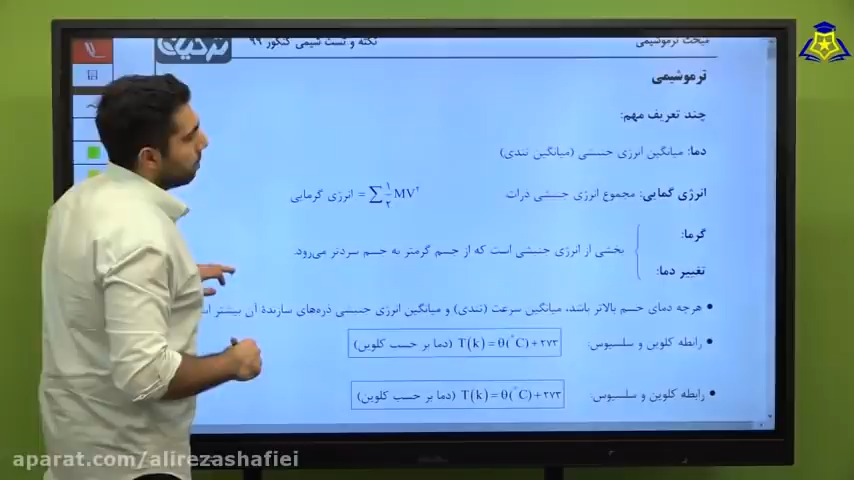 مبحث ترموشیمی
نکته و تست شیمی کنکور ۹۹
ترموشیمی
چند تعریف مهم:
دما: میانگین انرژی جنبشی (میانگین تندی)
انرژی گمایی: مجموع انرژی جنبشی ذرات
انرژی گرمایی = ∑ ۱/۲ MV۲
گرما:
بخشی از انرژی جنبشی است که از جسم گرمتر به جسم سردتر می‌رود.
تغییر دما:
• هرچه دمای جسم بالاتر باشد، میانگین سرعت (تندی) و میانگین انرژی جنبشی ذره‌های سازندهٔ آن بیشتر
• رابطه کلوین و سلسیوس: T(k) = θ(°C)+۲۷۳ (دما بر حسب کلوین)
• رابطه کلوین و سلسیوس: T(k) = θ(°C)+۲۷۳ (دما بر حسب کلوین)
aparat.com/alirezashafiei